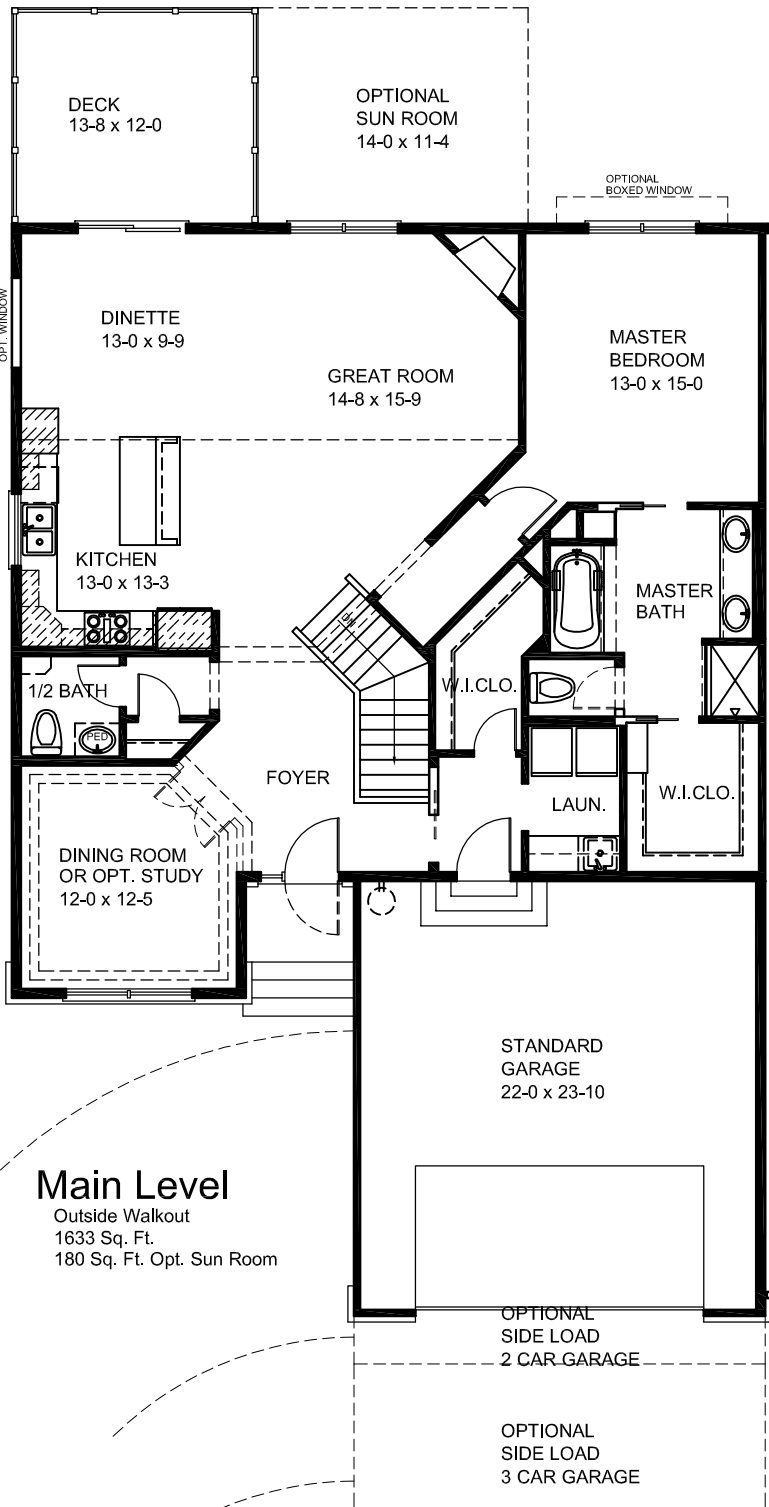 DECK
13-8 x 12-0
OPTIONAL
SUN ROOM
14-0 x 11-4
OPTIONAL
BOXED WINDOW
OPT. WINDOW
DINETTE
13-0 x 9-9
GREAT ROOM
14-8 x 15-9
MASTER
BEDROOM
13-0 x 15-0
KITCHEN
13-0 x 13-3
DN
MASTER
BATH
1/2 BATH
PED
W.I.CLO.
FOYER
LAUN.
W.I.CLO.
DINING ROOM
OR OPT. STUDY
12-0 x 12-5
STANDARD
GARAGE
22-0 x 23-10
Main Level
Outside Walkout
1633 Sq. Ft.
180 Sq. Ft. Opt. Sun Room
OPTIONAL
SIDE LOAD
2 CAR GARAGE
OPTIONAL
SIDE LOAD
3 CAR GARAGE